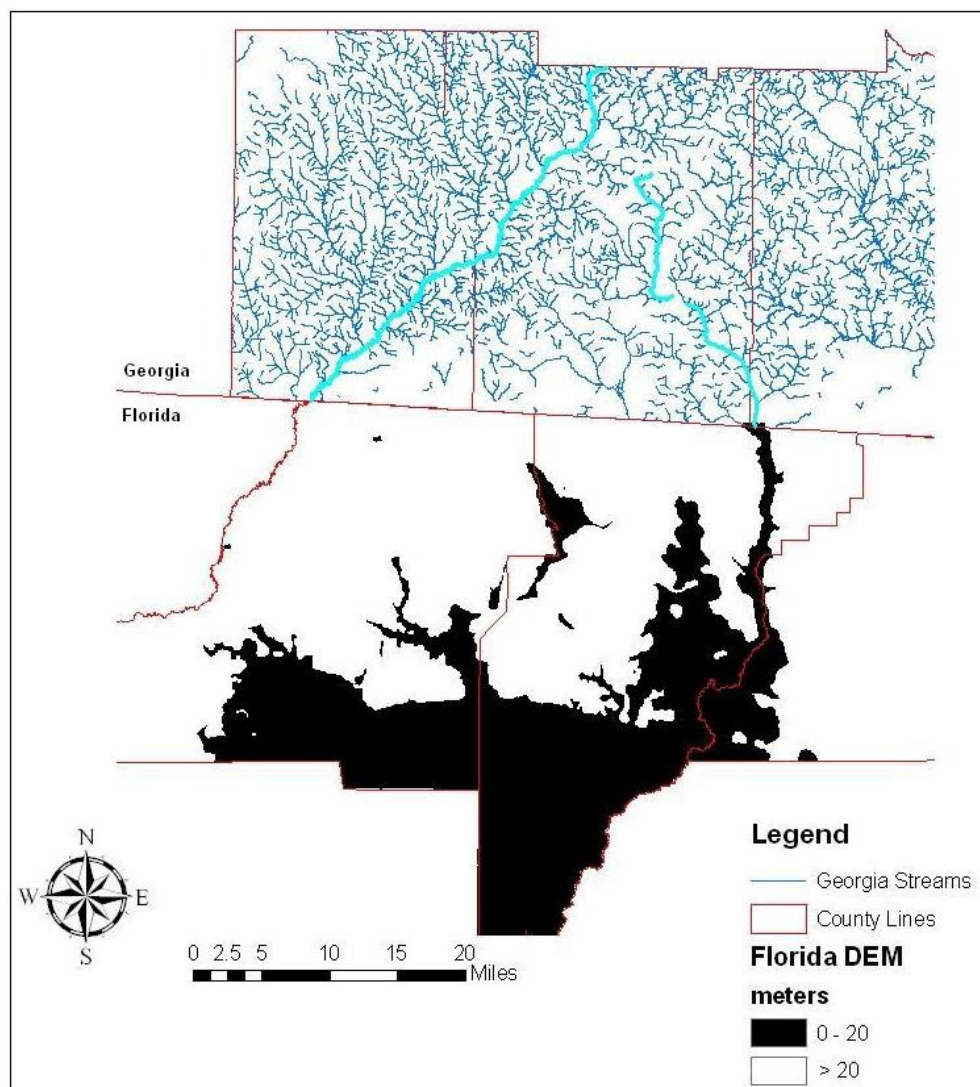 Georgia
Florida
N
W
E
S
0 2.5 5 10 15 20
Miles
Legend
Georgia Streams
County Lines
Florida DEM
meters
0 - 20
> 20